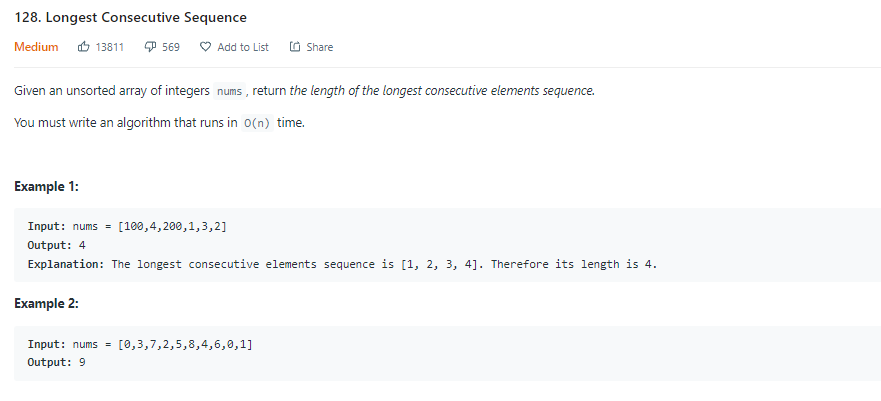 128. Longest Consecutive Sequence
Medium 13811 569 Add to List Share
Given an unsorted array of integers nums , return the length of the longest consecutive elements sequence.
You must write an algorithm that runs in O(n) time.
Example 1:
Input: nums = [100,4,200,1,3,2]
Output: 4
Explanation: The longest consecutive elements sequence is [1, 2, 3, 4]. Therefore its length is 4.
Example 2:
Input: nums = [0,3,7,2,5,8,4,6,0,1]
Output: 9